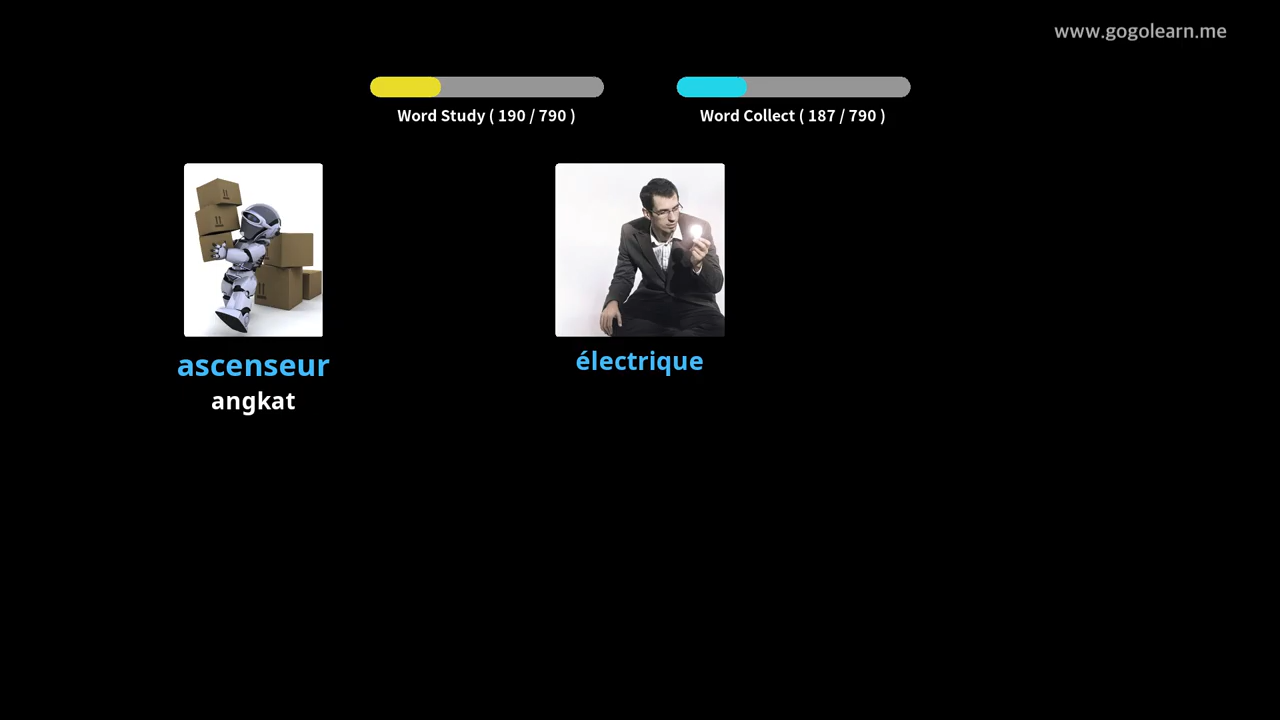 www.gogolearn.me
Word Study ( 190 / 790 )
Word Collect ( 187 / 790 )
ascenseur
angkat
électrique